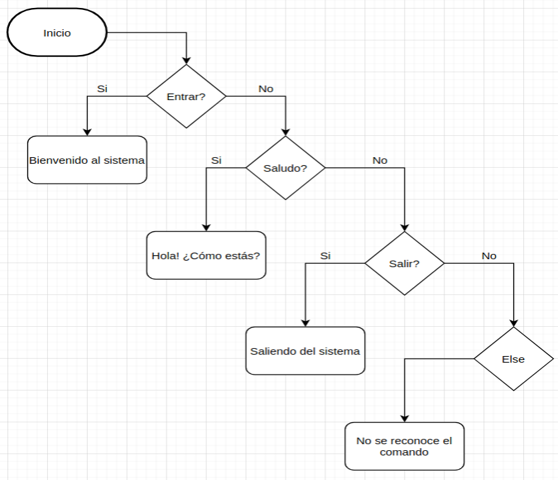 Inicio
Entrar?
Si
No
Bienvenido al sistema
Saludo?
Si
No
Hola! ¿Cómo estás?
Salir?
Si
No
Saliendo del sistema
Else
No se reconoce el
comando